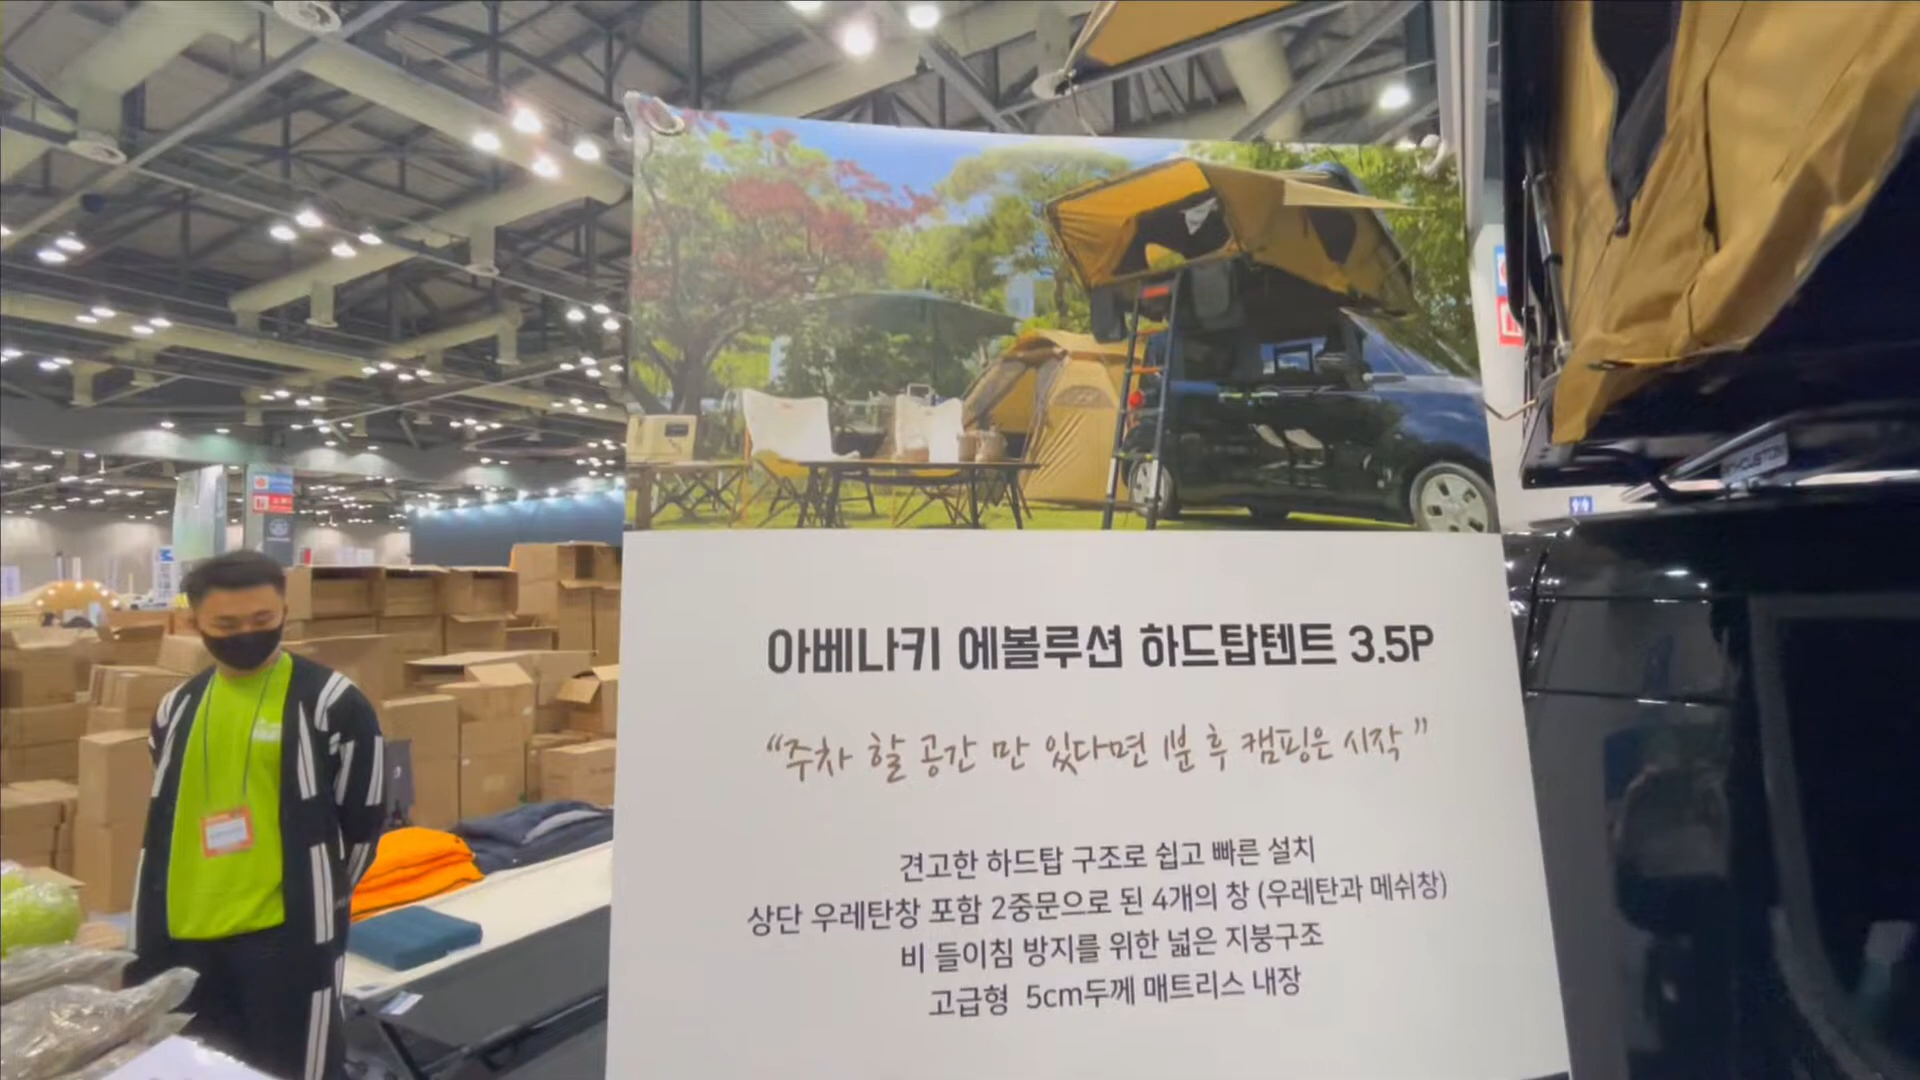 아베나키 에볼루션 하드탑텐트 3.5P
“주차 할 공간 만 있다면 1분 후 캠핑은 시작”
견고한 하드탑 구조로 쉽고 빠른 설치
상단 우레탄창 포함 2중문으로 된 4개의 창 (우레탄과 메쉬창)
비 들이침 방지를 위한 넓은 지붕구조
고급형 5cm두께 매트리스 내장